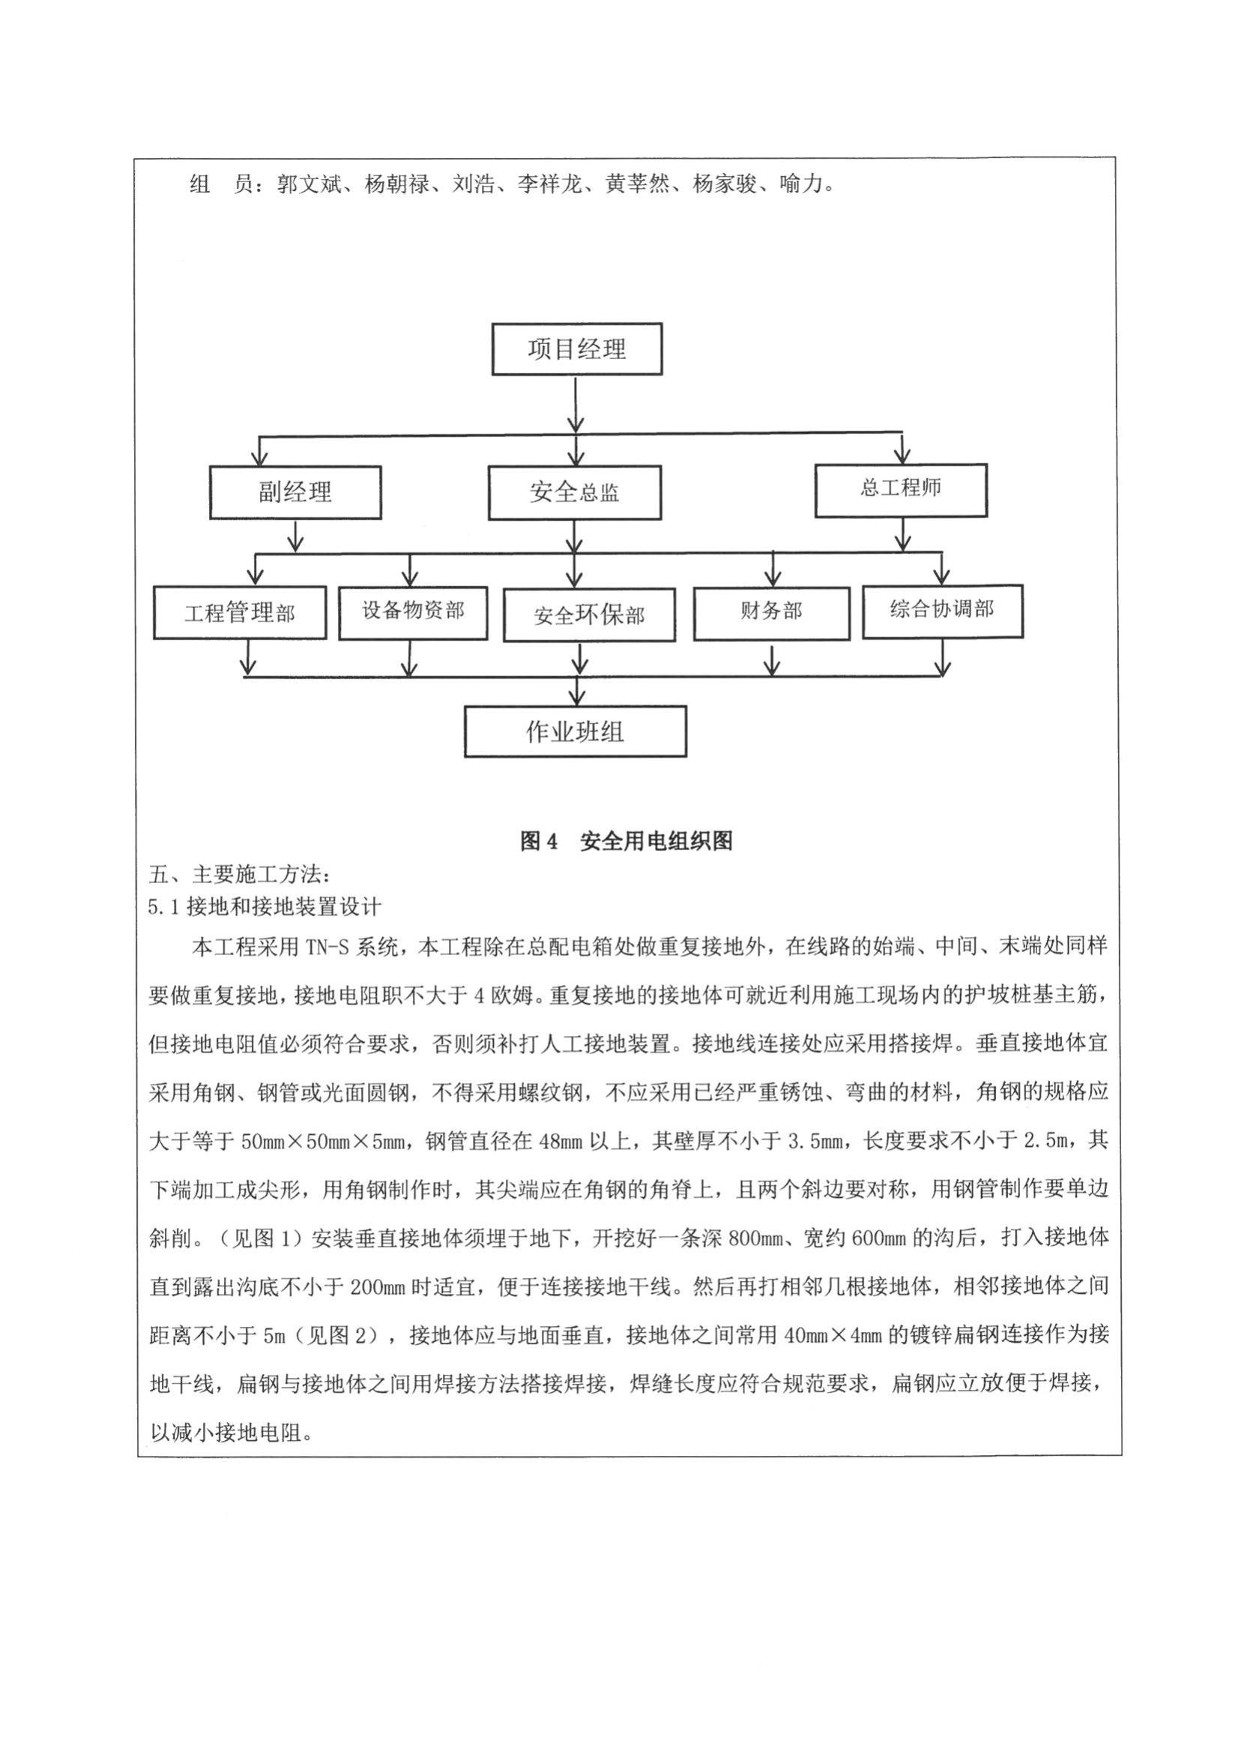 组　员：郭文斌、杨朝禄、刘浩、李祥龙、黄莘然、杨家骏、喻力。
项目经理
副经理
安全总监
总工程师
工程管理部
设备物资部
安全环保部
财务部
综合协调部
作业班组
图4　安全用电组织图
五、主要施工方法：
5.1接地和接地装置设计
本工程采用 TN-S 系统，本工程除在总配电箱处做重复接地外，在线路的始端、中间、末端处同样
要做重复接地，接地电阻职不大于 4 欧姆。重复接地的接地体可就近利用施工现场内的护坡桩基主筋，
但接地电阻值必须符合要求，否则须补打人工接地装置。接地线连接处应采用搭接焊。垂直接地体宜
采用角钢、钢管或光面圆钢，不得采用螺纹钢，不应采用已经严重锈蚀、弯曲的材料，角钢的规格应
大于等于 50mm×50mm×5mm，钢管直径在 48mm 以上，其壁厚不小于 3.5mm，长度要求不小于 2.5m，其
下端加工成尖形，用角钢制作时，其尖端应在角钢的角脊上，且两个斜边要对称，用钢管制作要单边
斜削。（见图 1）安装垂直接地体须埋于地下，开挖好一条深 800mm、宽约 600mm 的沟后，打入接地体
直到露出沟底不小于 200mm 时适宜，便于连接接地干线。然后再打相邻几根接地体，相邻接地体之间
距离不小于 5m（见图 2），接地体应与地面垂直，接地体之间常用 40mm×4mm 的镀锌扁钢连接作为接
地干线，扁钢与接地体之间用焊接方法搭接焊接，焊缝长度应符合规范要求，扁钢应立放便于焊接，
以减小接地电阻。